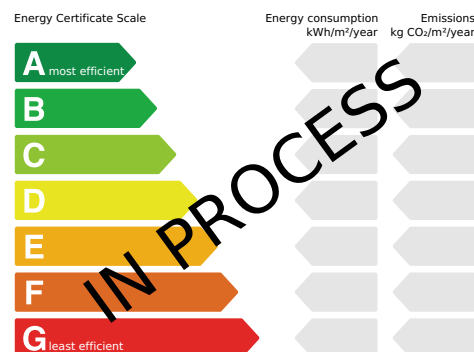 Energy Certificate Scale
Energy consumption
kWh/m²/year
Emissions
kg CO₂/m²/year
A most efficient
B
C
D
E
F
G least efficient
IN PROCESS